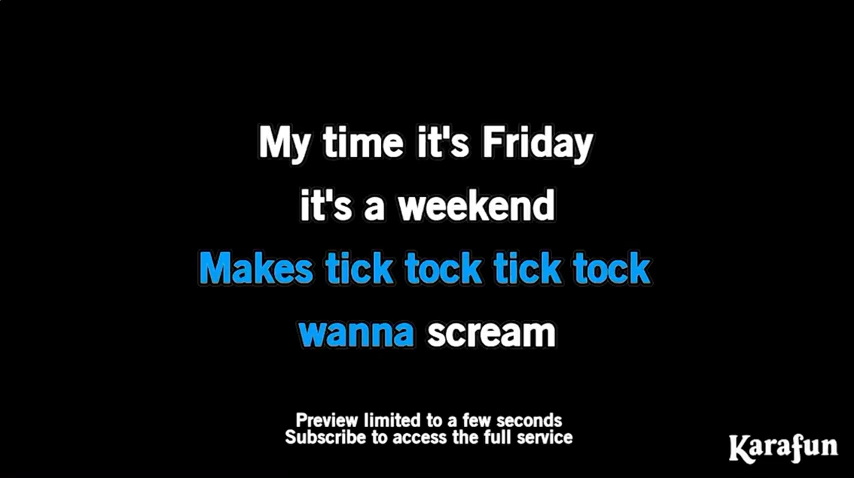 My time it's Friday
it's a weekend
Makes tick tock tick tock
wanna scream
Preview limited to a few seconds
Subscribe to access the full service
Karafun